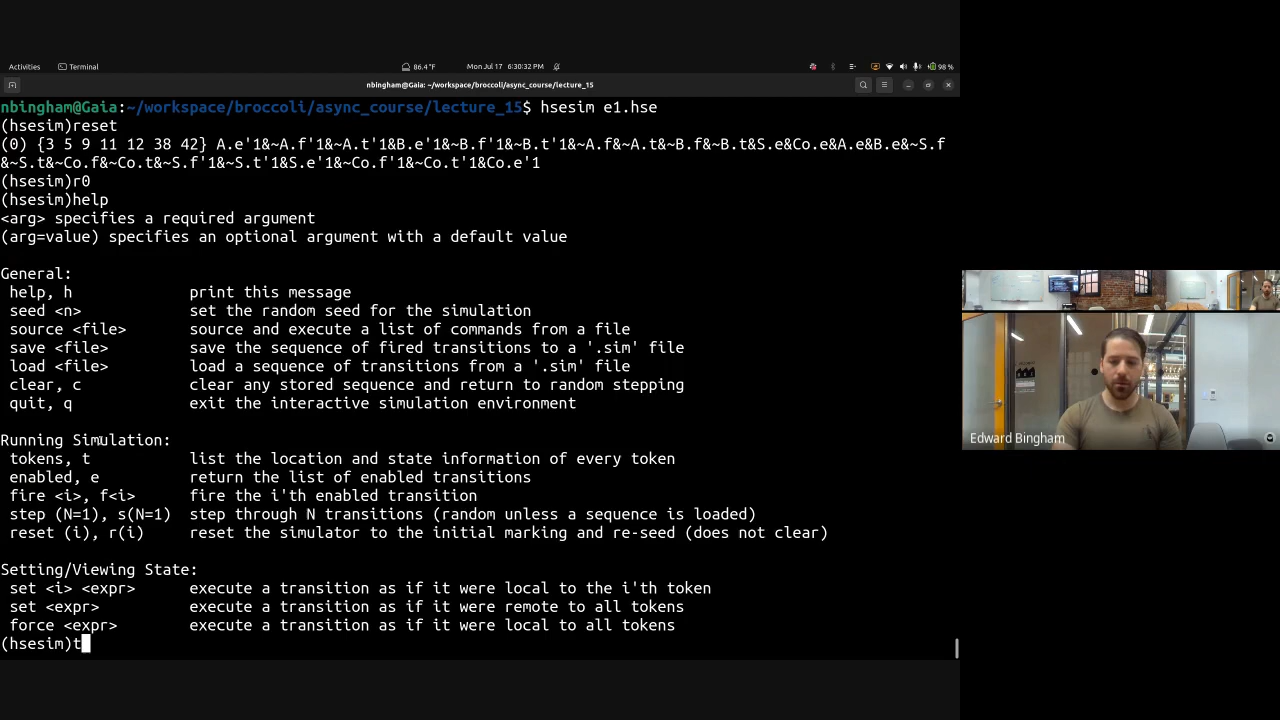 Activities Terminal 86.4 °F Mon Jul 17 6:30:32 PM 98 %
nbingham@Gaia: ~/workspace/broccoli/async_course/lecture_15
nbingham@Gaia:~/workspace/broccoli/async_course/lecture_15$ hsesim e1.hse
(hsesim)reset
(0) {3 5 9 11 12 38 42} A.e'1&~A.f'1&~A.t'1&B.e'1&~B.f'1&~B.t'1&~A.f&~A.t&~B.f&~B.t&S.e&Co.e&A.e&B.e&~S.f
&~S.t&~Co.f&~Co.t&~S.f'1&~S.t'1&S.e'1&~Co.f'1&~Co.t'1&Co.e'1
(hsesim)r0
(hsesim)help
<arg> specifies a required argument
(arg=value) specifies an optional argument with a default value
General:
help, h print this message
seed <n> set the random seed for the simulation
source <file> source and execute a list of commands from a file
save <file> save the sequence of fired transitions to a '.sim' file
load <file> load a sequence of transitions from a '.sim' file
clear, c clear any stored sequence and return to random stepping
quit, q exit the interactive simulation environment
Running Simulation:
tokens, t list the location and state information of every token
enabled, e return the list of enabled transitions
fire <i>, f<i> fire the i'th enabled transition
step (N=1), s(N=1) step through N transitions (random unless a sequence is loaded)
reset (i), r(i) reset the simulator to the initial marking and re-seed (does not clear)
Setting/Viewing State:
set <i> <expr> execute a transition as if it were local to the i'th token
set <expr> execute a transition as if it were remote to all tokens
force <expr> execute a transition as if it were local to all tokens
(hsesim)t
Edward Bingham